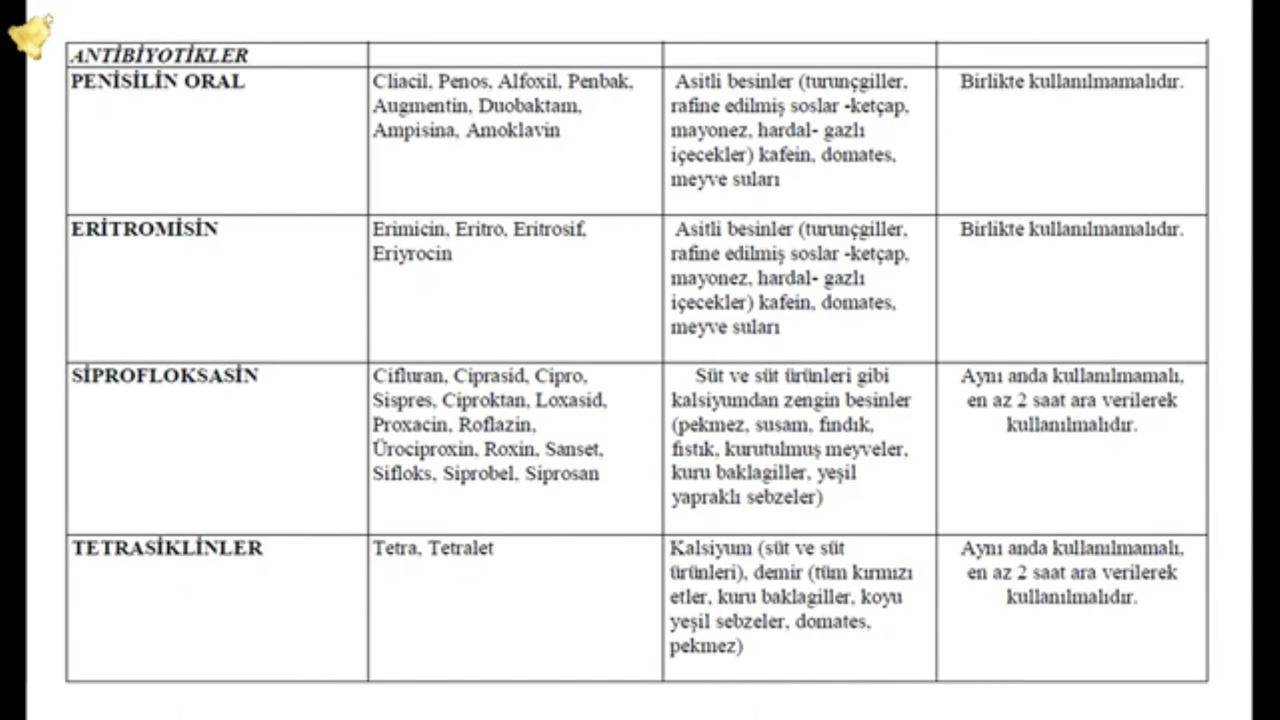 ANTİBİYOTİKLER
PENİSİLİN ORAL
Cliacil, Penos, Alfoxil, Penbak,
Augmentin, Duobaktam,
Ampisina, Amoklavin
Asitli besinler (turunçgiller,
rafine edilmiş soslar -ketçap,
mayonez, hardal- gazlı
içecekler) kafein, domates,
meyve suları
Birlikte kullanılmamalıdır.
ERİTROMİSİN
Erimicin, Eritro, Eritrosif,
Eriyrocin
Asitli besinler (turunçgiller,
rafine edilmiş soslar -ketçap,
mayonez, hardal- gazlı
içecekler) kafein, domates,
meyve suları
Birlikte kullanılmamalıdır.
SİPROFLOKSASİN
Cifluran, Ciprasid, Cipro,
Sispres, Ciproktan, Loxasid,
Proxacin, Roflazin,
Ürociproxin, Roxin, Sanset,
Sifloks, Siprobel, Siprosan
Süt ve süt ürünleri gibi
kalsiyumdan zengin besinler
(pekmez, susam, fındık,
fıstık, kurutulmuş meyveler,
kuru baklagiller, yeşil
yapraklı sebzeler)
Aynı anda kullanılmamalı,
en az 2 saat ara verilerek
kullanılmalıdır.
TETRASİKLİNLER
Tetra, Tetralet
Kalsiyum (süt ve süt
ürünleri), demir (tüm kırmızı
etler, kuru baklagiller, koyu
yeşil sebzeler, domates,
pekmez)
Aynı anda kullanılmamalı,
en az 2 saat ara verilerek
kullanılmalıdır.